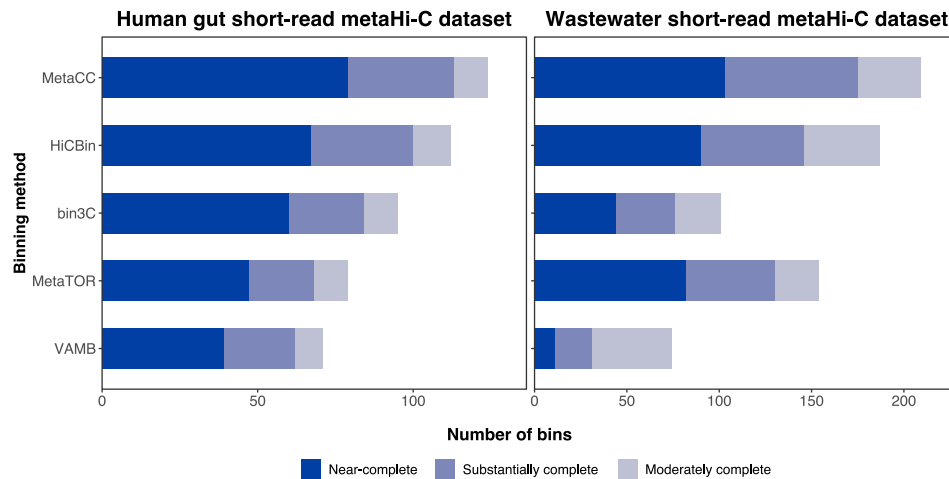 Human gut short-read metaHi-C dataset
Wastewater short-read metaHi-C dataset
Binning method
MetaCC
HiCBin
bin3C
MetaTOR
VAMB
0 50 100
0 50 100 150 200
Number of bins
Near-complete Substantially complete Moderately complete